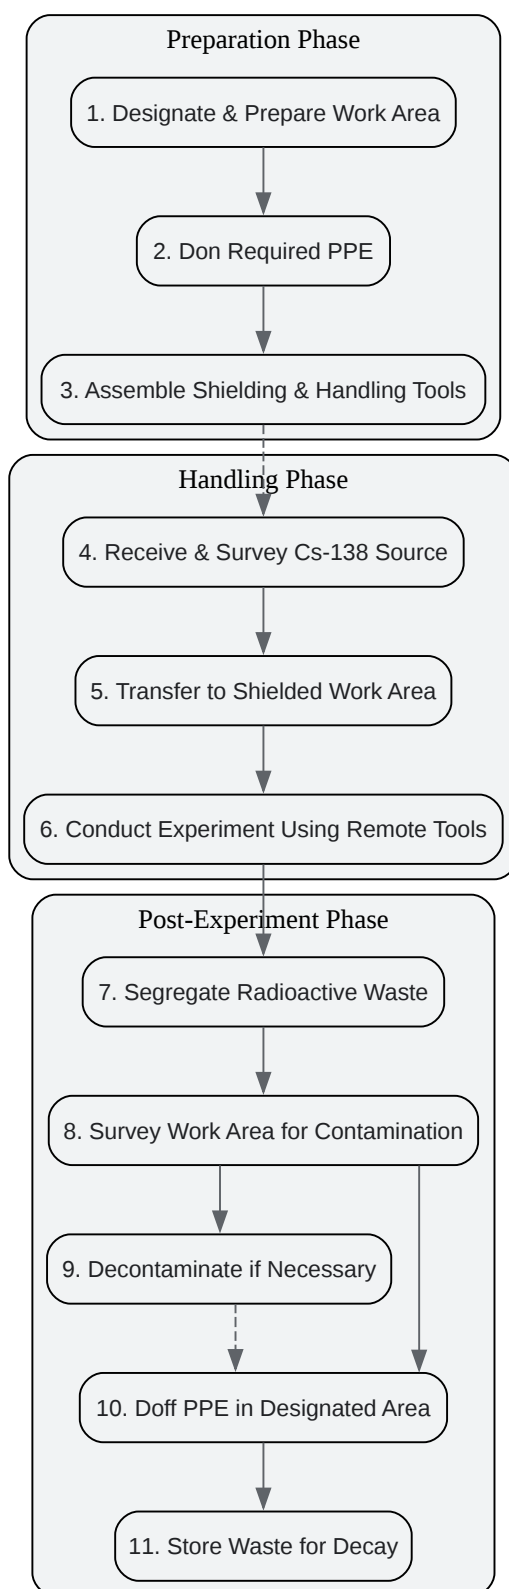 Preparation Phase
1. Designate & Prepare Work Area
2. Don Required PPE
3. Assemble Shielding & Handling Tools
Handling Phase
4. Receive & Survey Cs-138 Source
5. Transfer to Shielded Work Area
6. Conduct Experiment Using Remote Tools
Post-Experiment Phase
7. Segregate Radioactive Waste
8. Survey Work Area for Contamination
9. Decontaminate if Necessary
10. Doff PPE in Designated Area
11. Store Waste for Decay